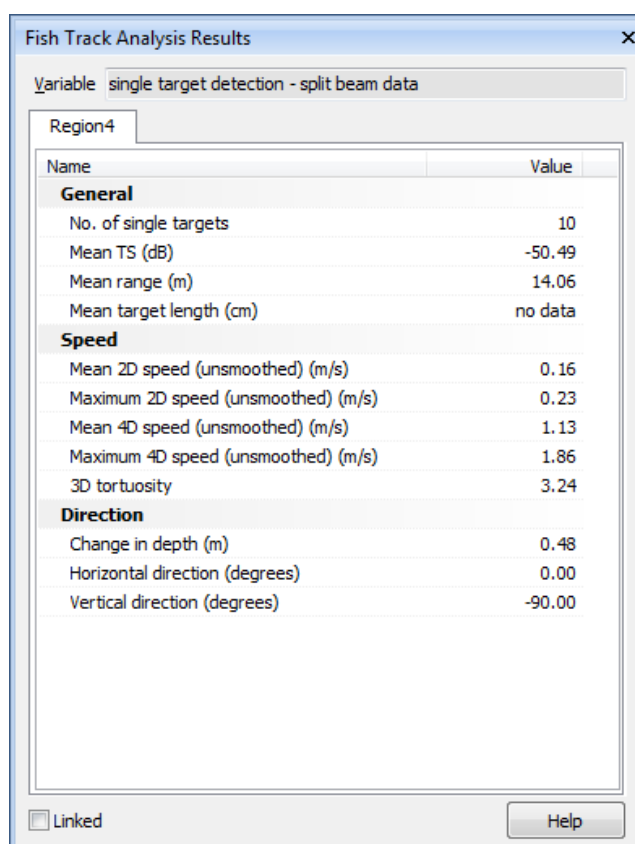 Fish Track Analysis Results
Variable single target detection - split beam data
Region4
Name Value
General
No. of single targets 10
Mean TS (dB) -50.49
Mean range (m) 14.06
Mean target length (cm) no data
Speed
Mean 2D speed (unsmoothed) (m/s) 0.16
Maximum 2D speed (unsmoothed) (m/s) 0.23
Mean 4D speed (unsmoothed) (m/s) 1.13
Maximum 4D speed (unsmoothed) (m/s) 1.86
3D tortuosity 3.24
Direction
Change in depth (m) 0.48
Horizontal direction (degrees) 0.00
Vertical direction (degrees) -90.00
Linked Help